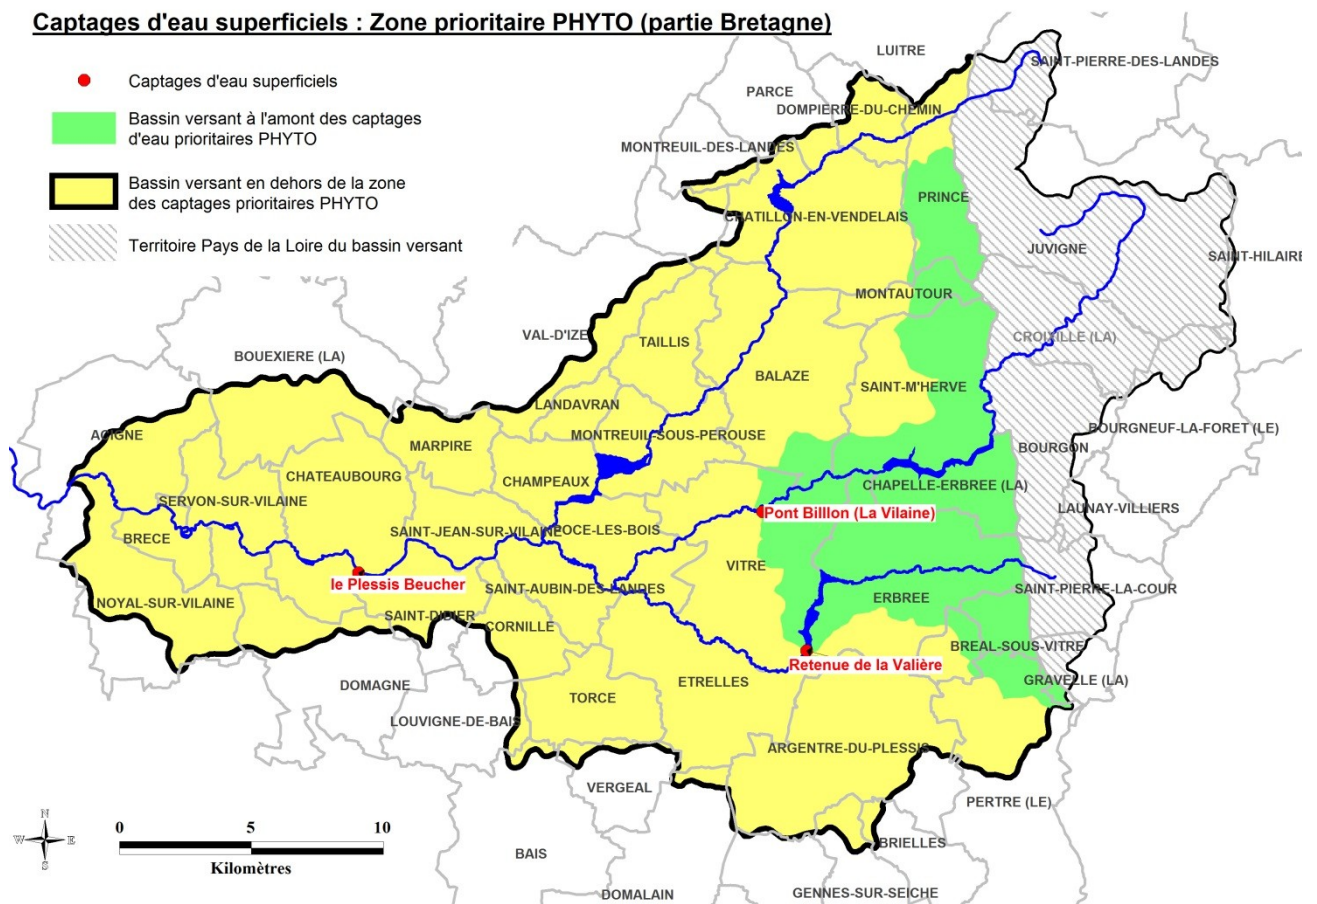 Captages d'eau superficiels : Zone prioritaire PHYTO (partie Bretagne)
Captages d'eau superficiels
Bassin versant à l'amont des captages
d'eau prioritaires PHYTO
Bassin versant en dehors de la zone
des captages prioritaires PHYTO
Territoire Pays de la Loire du bassin versant
LUITRE
SAINT-PIERRE-DES-LANDES
PARCE
DOMPIERRE-DU-CHEMIN
MONTREUIL-DES-LANDES
PRINCE
CHATILLON-EN-VENDELAIS
JUVIGNE
SAINT-HILAIRE
MONTAUTOUR
VAL-D'IZE
TAILLIS
CROIXILLE (LA)
BOUEXIERE (LA)
BALAZE
SAINT-M'HERVE
LANDAVRAN
ACIGNE
MARPIRE
MONTREUIL-SOUS-PEROUSE
BOURGNEUF-LA-FORET (LE)
BOURGON
CHATEAUBOURG
CHAMPEAUX
CHAPELLE-ERBREE (LA)
SERVON-SUR-VILAINE
LAUNAY-VILLIERS
Pont Billlon (La Vilaine)
SAINT-JEAN-SUR-VILAINE
POCE-LES-BOIS
BRECE
VITRE
le Plessis Beucher
SAINT-AUBIN-DES-LANDES
SAINT-PIERRE-LA-COUR
ERBREE
NOYAL-SUR-VILAINE
SAINT-DIDIER
CORNILLE
BREAL-SOUS-VITRE
Retenue de la Valière
DOMAGNE
ETRELLES
GRAVELLE (LA)
TORCE
LOUVIGNE-DE-BAIS
ARGENTRE-DU-PLESSIS
VERGEAL
PERTRE (LE)
N
W E
S
0 5 10
Kilomètres
BRIELLES
BAIS
DOMALAIN
GENNES-SUR-SEICHE